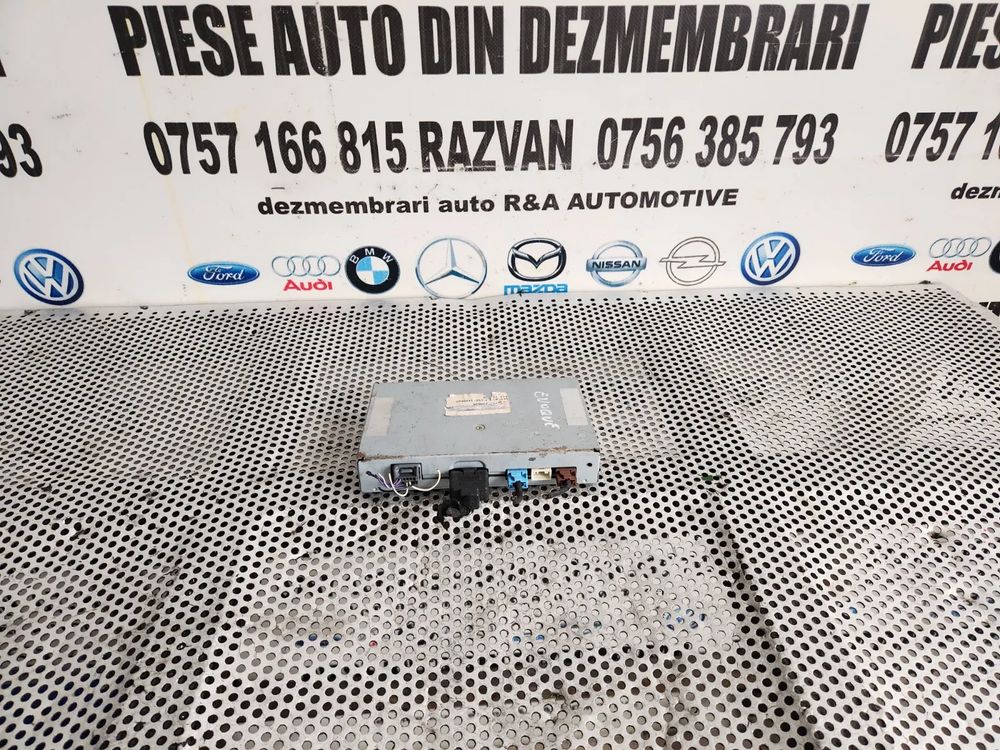 PIESE AUTO DIN DEZMEMBRARI PIES
93 0757 166 815 RAZVAN 0756 385 793 0757 1
dezmembrari auto R&A AUTOMOTIVE dezm
Ford Audi BMW mazda NISSAN Ford Audi
EVOQUE